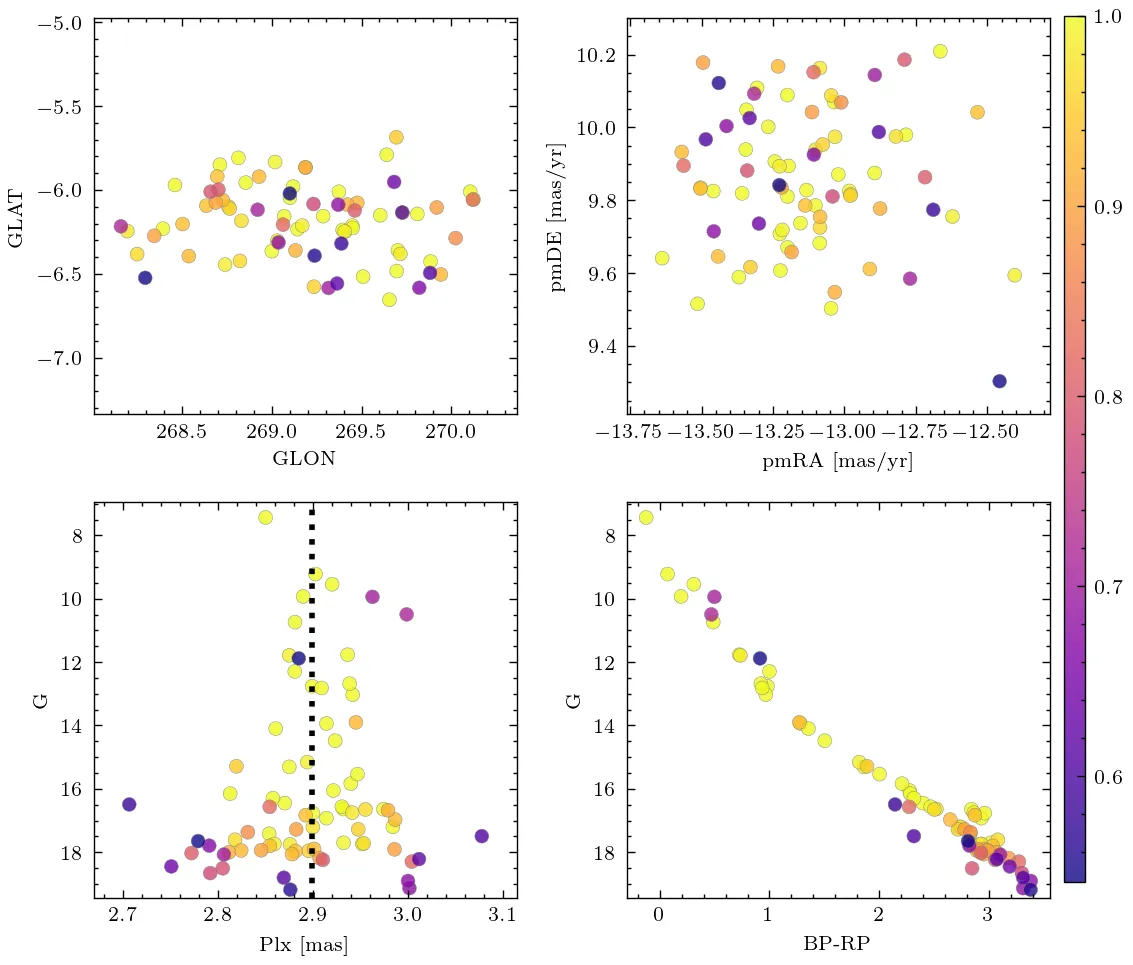 −5.0
−5.5
−6.0
−6.5
−7.0
GLAT
268.5 269.0 269.5 270.0
GLON
10.2
10.0
9.8
9.6
9.4
pmDE [mas/yr]
−13.75 −13.50 −13.25 −13.00 −12.75 −12.50
pmRA [mas/yr]
1.0
0.9
0.8
0.7
0.6
8
10
12
14
16
18
G
2.7 2.8 2.9 3.0 3.1
Plx [mas]
8
10
12
14
16
18
G
0 1 2 3
BP-RP